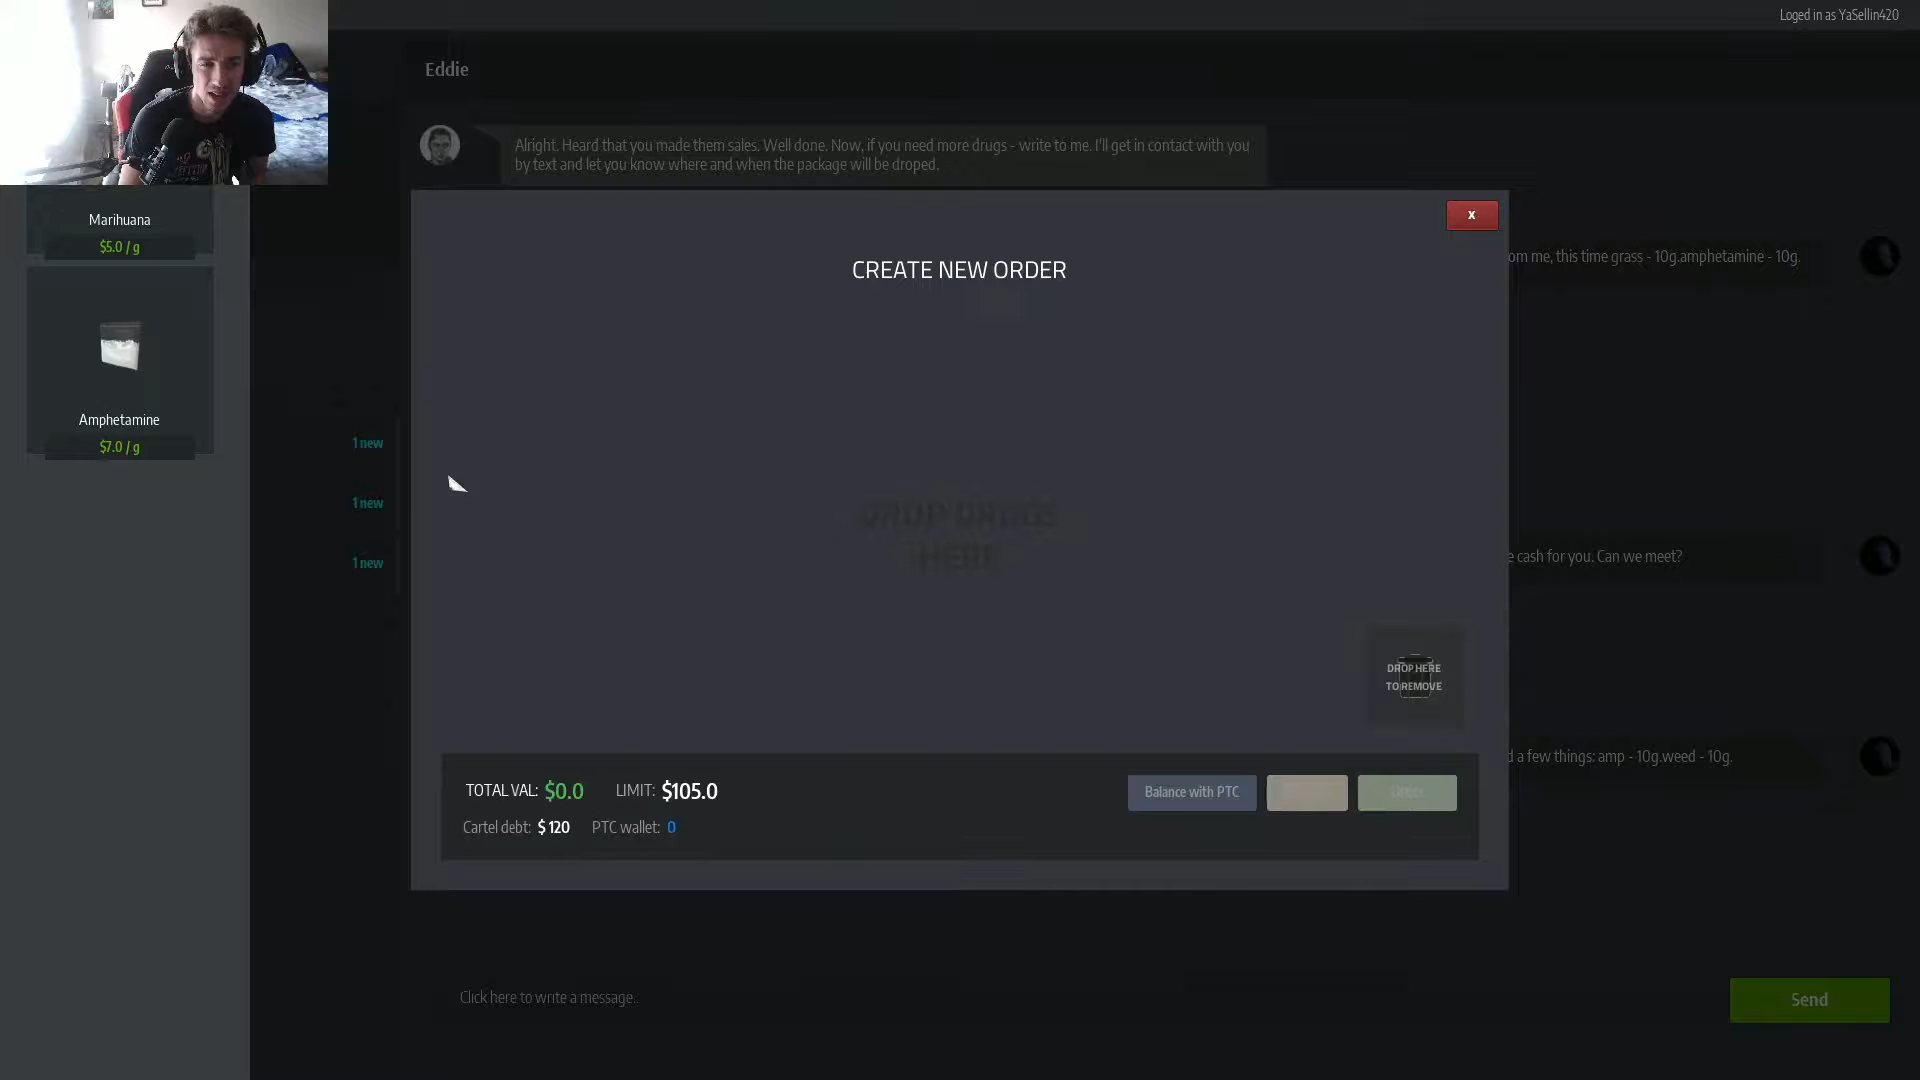 Loged in as YaSellin420
Eddie
Alright. Heard that you made them sales. Well done. Now, if you need more drugs - write to me. I'll get in contact with you
by text and let you know where and when the package will be droped.
Marihuana
$5.0 / g
x
CREATE NEW ORDER
om me, this time grass - 10g.amphetamine - 10g.
Amphetamine
$7.0 / g
1 new
1 new
1 new
DROP DRUGS
HERE
e cash for you. Can we meet?
DROP HERE
TO REMOVE
d a few things: amp - 10g.weed - 10g.
TOTAL VAL: $0.0 LIMIT: $105.0
Balance with PTC
Order
Cartel debt: $ 120 PTC wallet: 0
Click here to write a message..
Send